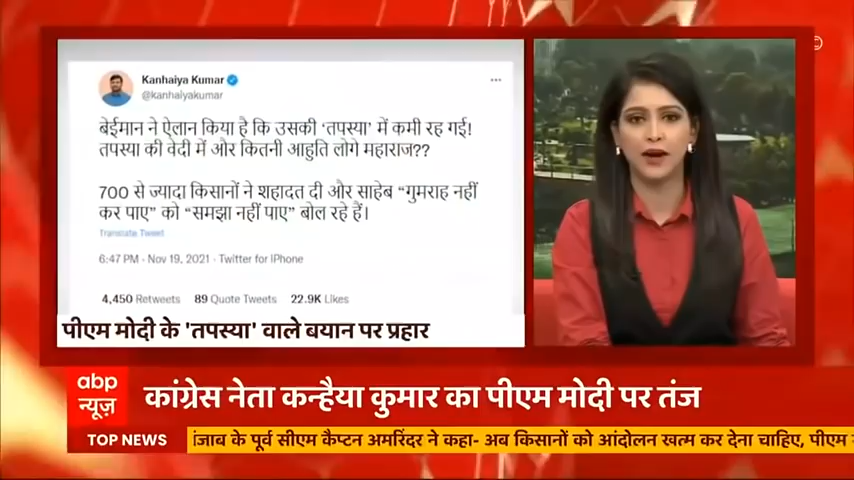 Kanhaiya Kumar
@kanhaiyakumar
बेईमान ने ऐलान किया है कि उसकी 'तपस्या' में कमी रह गई!
तपस्या की वेदी में और कितनी आहुति लोगे महाराज??
700 से ज्यादा किसानों ने शहादत दी और साहेब “गुमराह नहीं
कर पाए” को “समझा नहीं पाए” बोल रहे हैं।
Translate Tweet
6:47 PM - Nov 19, 2021 - Twitter for iPhone
4,450 Retweets 89 Quote Tweets 22.9K Likes
पीएम मोदी के 'तपस्या' वाले बयान पर प्रहार
abp
न्यूज़
कांग्रेस नेता कन्हैया कुमार का पीएम मोदी पर तंज
TOP NEWS
के पूर्व सीएम कैप्टन अमरिंदर ने कहा- अब किसानों को आंदोलन खत्म कर देना चाहिए, पीएम